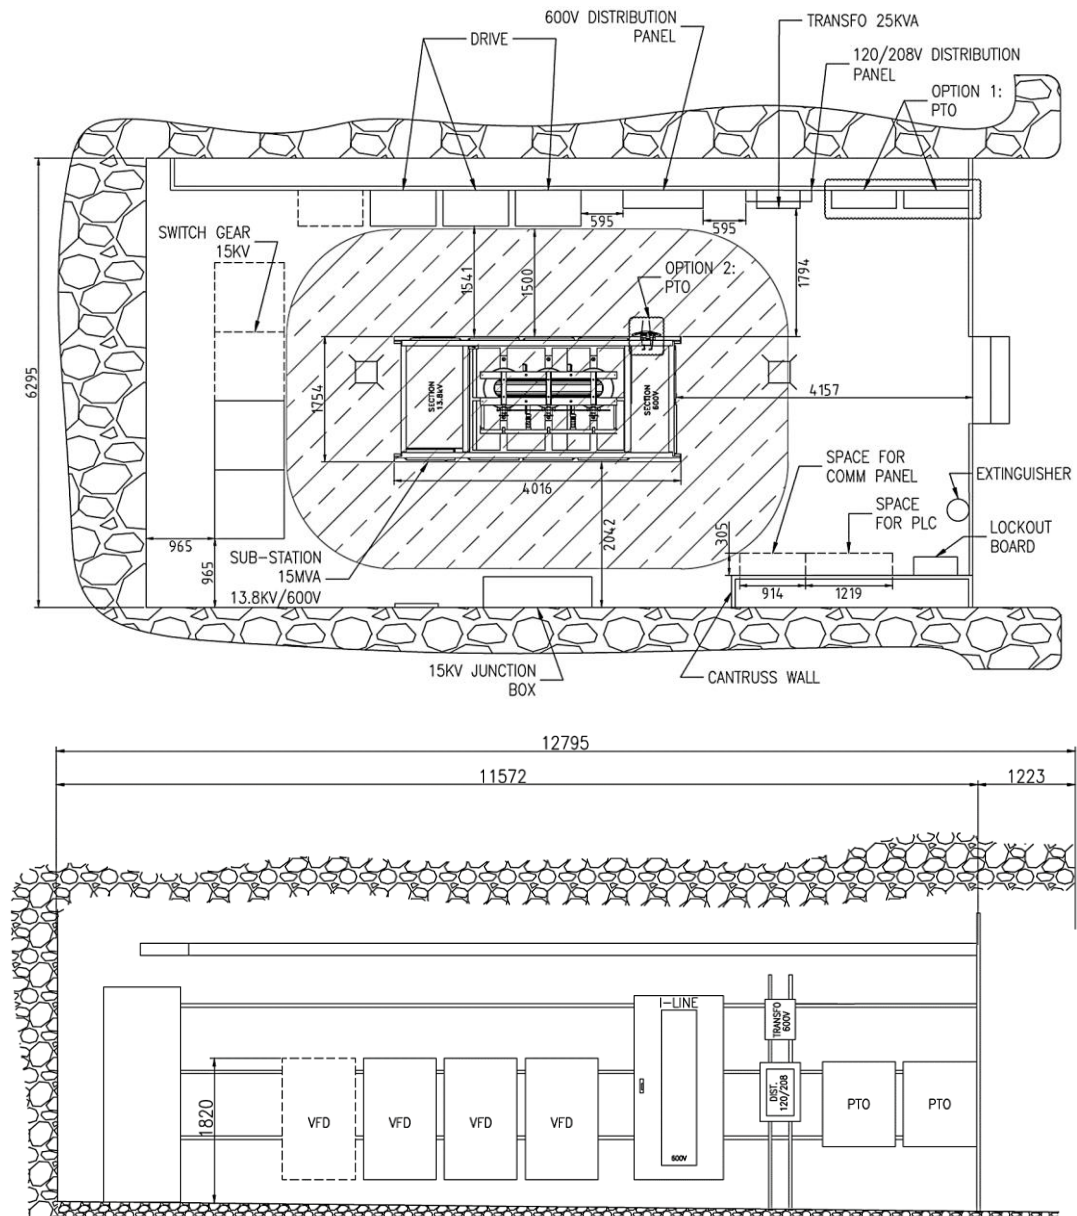 600V DISTRIBUTION
PANEL
TRANSFO 25KVA
DRIVE
120/208V DISTRIBUTION
PANEL
OPTION 1:
PTO
SWITCH GEAR
15KV
595
595
1541
1500
OPTION 2:
PTO
1794
6295
1754
SECTION
13.8kV
SECTION
600V
4157
4016
2042
SPACE FOR
COMM PANEL
EXTINGUISHER
SPACE
FOR PLC
LOCKOUT
BOARD
305
965
965
SUB-STATION
15MVA
13.8KV/600V
914
1219
15KV JUNCTION
BOX
CANTRUSS WALL
12795
11572
1223
I-LINE
TRANSFO
600V
1820
VFD
VFD
VFD
VFD
600V
DIST.
120/208
PTO
PTO